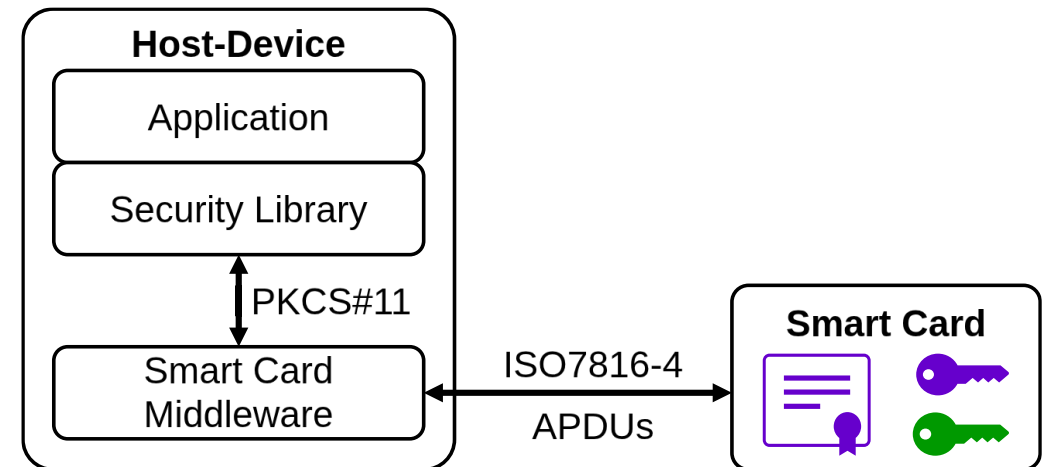 Host-Device
Application
Security Library
PKCS#11
Smart Card
Middleware
ISO7816-4
APDUs
Smart Card